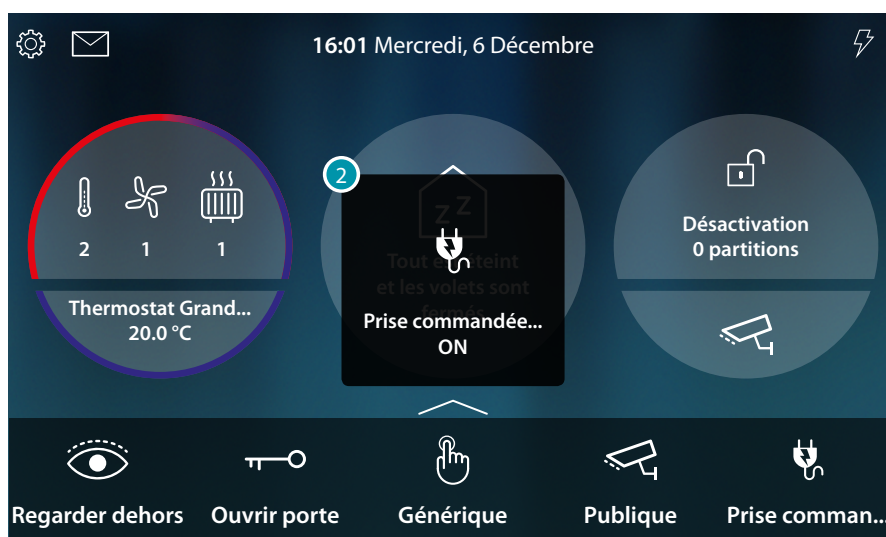 16:01 Mercredi, 6 Décembre
2 1 1
Thermostat Grand...
20.0 °C
2
z Z
Tout est éteint
et les volets sont
fermés
Prise commandée...
ON
Désactivation
0 partitions
Regarder dehors
Ouvrir porte
Générique
Publique
Prise comman...